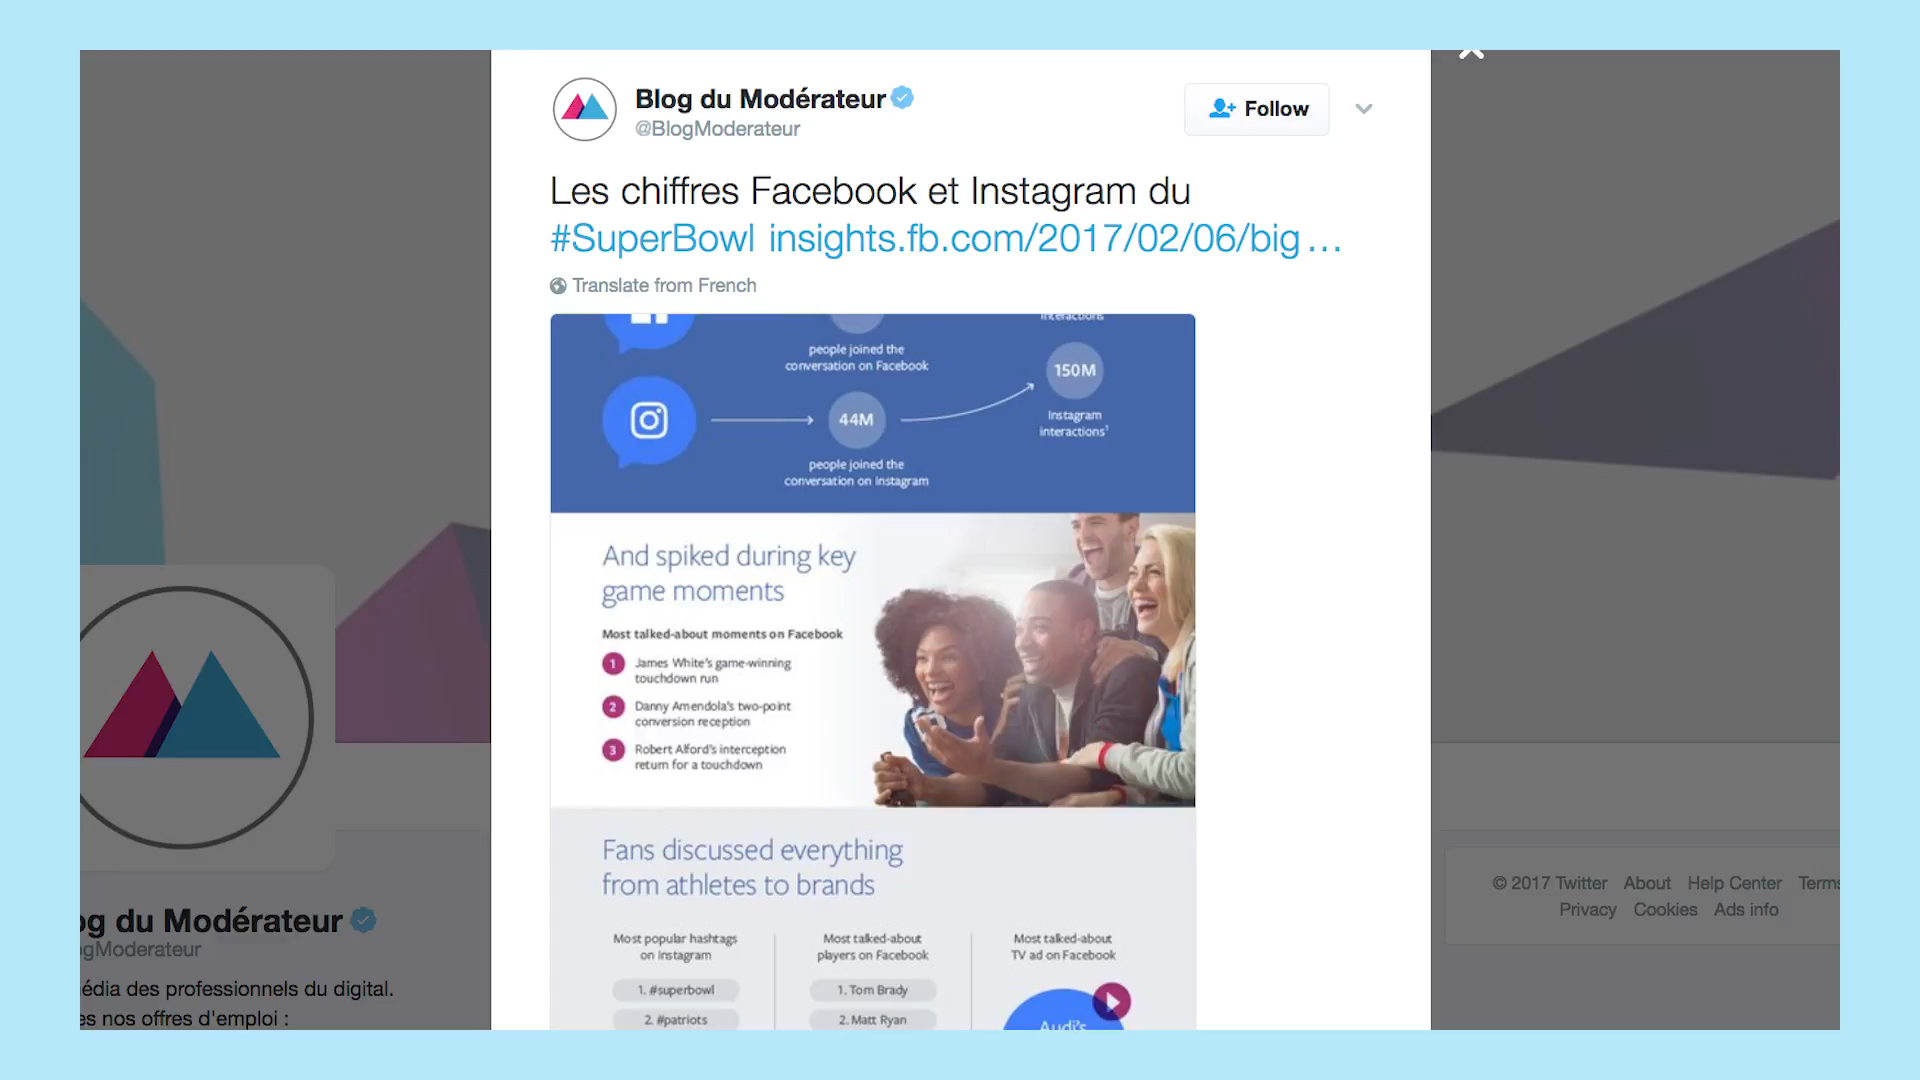 Blog du Modérateur
@BlogModerateur
Follow
Les chiffres Facebook et Instagram du
#SuperBowl insights.fb.com/2017/02/06/big…
Translate from French
interactions
people joined the
conversation on Facebook
150M
44M
Instagram
interactions¹
people joined the
conversation on Instagram
And spiked during key
game moments
Most talked-about moments on Facebook
1 James White's game-winning
touchdown run
2 Danny Amendola's two-point
conversion reception
3 Robert Alford's interception
return for a touchdown
Fans discussed everything
from athletes to brands
Most popular hashtags
on Instagram
1. #superbowl
2. #patriots
Most talked-about
players on Facebook
1. Tom Brady
2. Matt Ryan
Most talked-about
TV ad on Facebook
Audi's
og du Modérateur
ogModerateur
édia des professionnels du digital.
es nos offres d'emploi :
© 2017 Twitter About Help Center Terms
Privacy Cookies Ads info